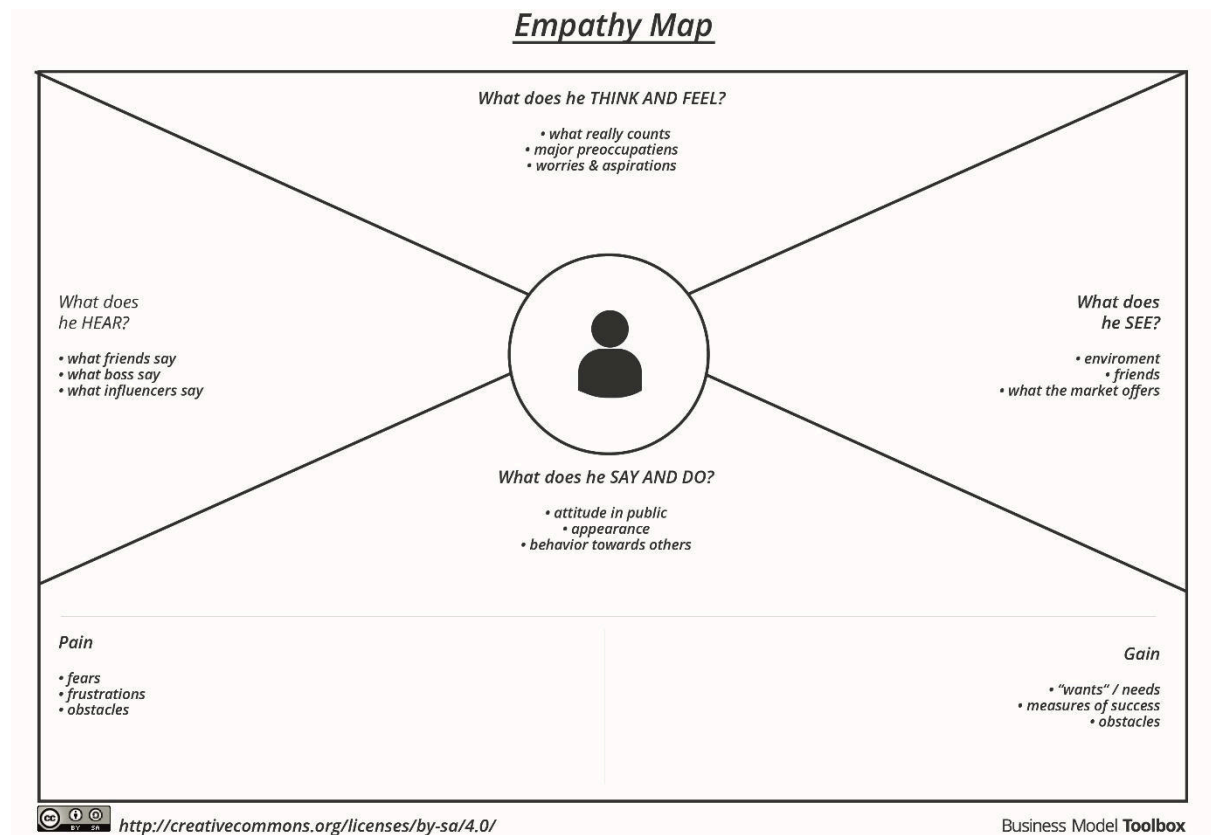 Empathy Map
What does he THINK AND FEEL?
• what really counts
• major preoccupatiens
• worries & aspirations
What does
he HEAR?
• what friends say
• what boss say
• what influencers say
What does
he SEE?
• enviroment
• friends
• what the market offers
What does he SAY AND DO?
• attitude in public
• appearance
• behavior towards others
Pain
• fears
• frustrations
• obstacles
Gain
• “wants“ / needs
• measures of success
• obstacles
cc BY SA
http://creativecommons.org/licenses/by-sa/4.0/
Business Model Toolbox